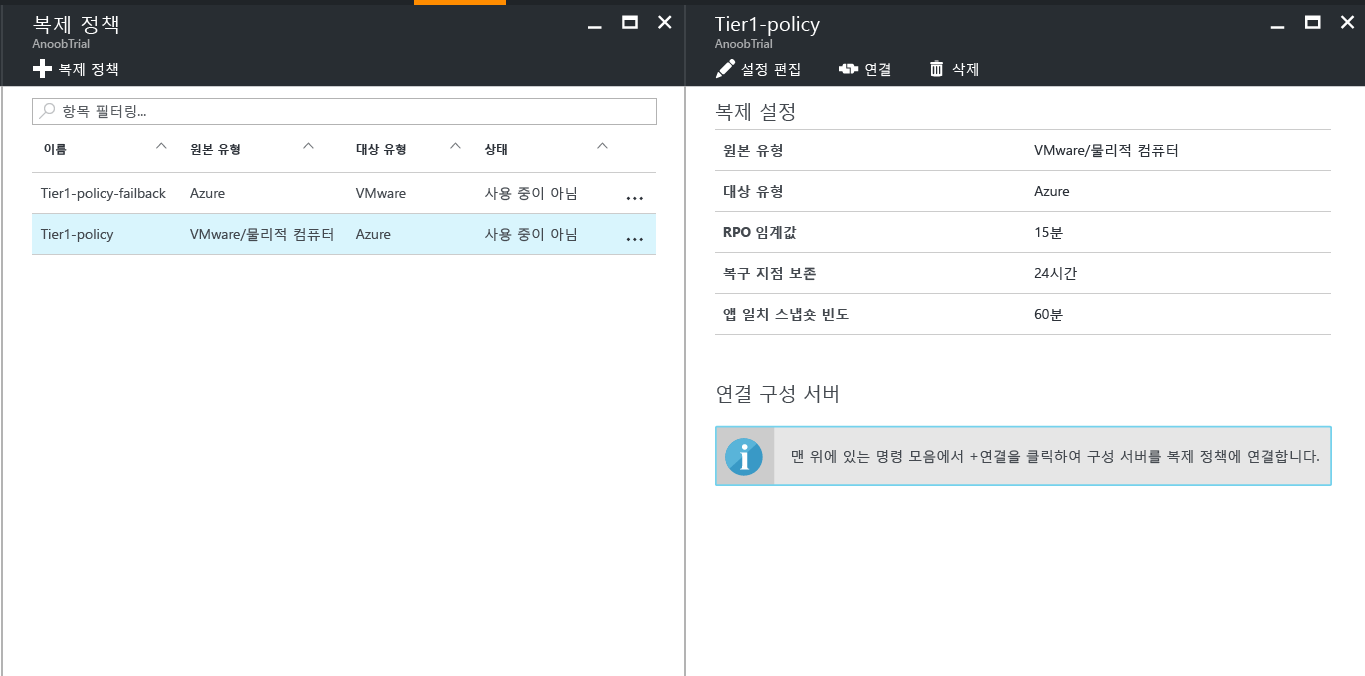 복제 정책
AnoobTrial
복제 정책
항목 필터링...
이름 원본 유형 대상 유형 상태
Tier1-policy-failback Azure VMware 사용 중이 아님 ...
Tier1-policy VMware/물리적 컴퓨터 Azure 사용 중이 아님 ...
Tier1-policy
AnoobTrial
설정 편집 연결 삭제
복제 설정
원본 유형 VMware/물리적 컴퓨터
대상 유형 Azure
RPO 임계값 15분
복구 지점 보존 24시간
앱 일치 스냅숏 빈도 60분
연결 구성 서버
맨 위에 있는 명령 모음에서 +연결을 클릭하여 구성 서버를 복제 정책에 연결합니다.